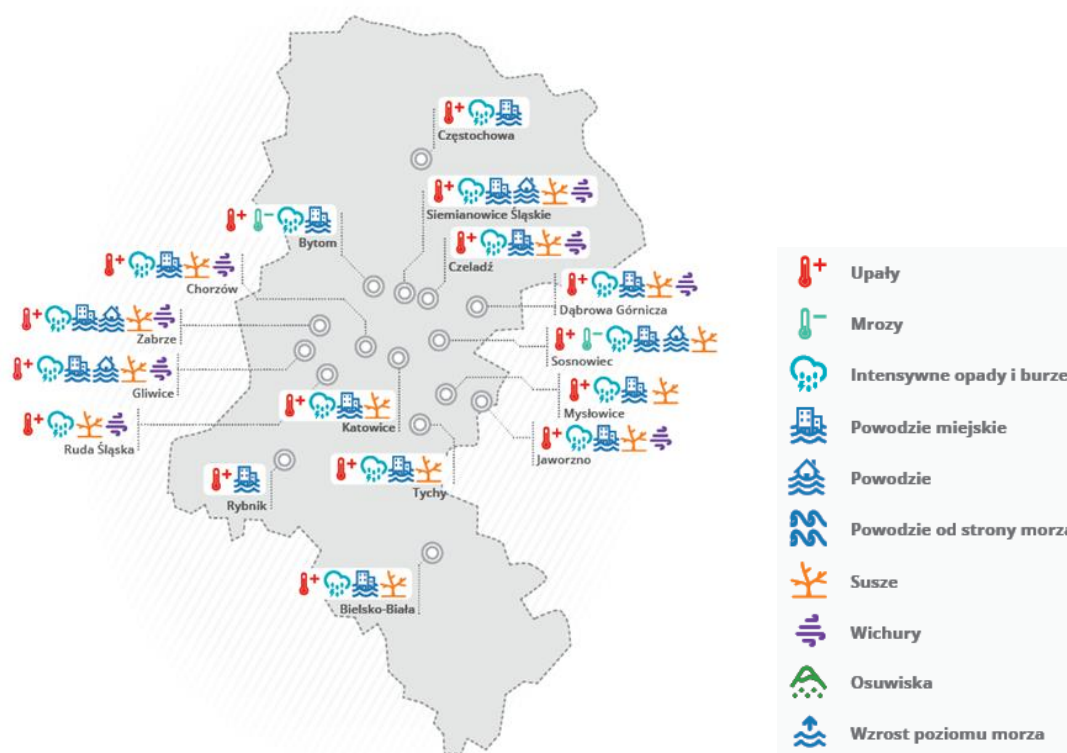 Częstochowa
Siemianowice Śląskie
Bytom
Czeladź
Chorzów
Dąbrowa Górnicza
Zabrze
Sosnowiec
Gliwice
Mysłowice
Katowice
Ruda Śląska
Jaworzno
Tychy
Rybnik
Bielsko-Biała
Upały
Mrozy
Intensywne opady i burze
Powodzie miejskie
Powodzie
Powodzie od strony morza
Susze
Wichury
Osuwiska
Wzrost poziomu morza